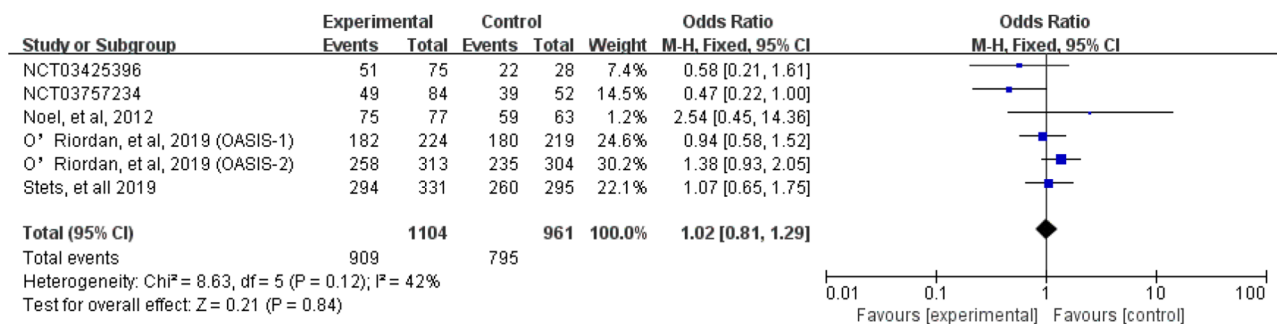 Experimental Control Odds Ratio Odds Ratio
Study or Subgroup Events Total Events Total Weight M-H, Fixed, 95% CI M-H, Fixed, 95% CI
NCT03425396 51 75 22 28 7.4% 0.58 [0.21, 1.61]
NCT03757234 49 84 39 52 14.5% 0.47 [0.22, 1.00]
Noel, et al, 2012 75 77 59 63 1.2% 2.54 [0.45, 14.36]
O’ Riordan, et al, 2019 (OASIS-1) 182 224 180 219 24.6% 0.94 [0.58, 1.52]
O’ Riordan, et al, 2019 (OASIS-2) 258 313 235 304 30.2% 1.38 [0.93, 2.05]
Stets, et all 2019 294 331 260 295 22.1% 1.07 [0.65, 1.75]
Total (95% CI) 1104 961 100.0% 1.02 [0.81, 1.29]
Total events 909 795
Heterogeneity: Chi² = 8.63, df = 5 (P = 0.12); I² = 42%
Test for overall effect: Z = 0.21 (P = 0.84)
0.01 0.1 1 10 100
Favours [experimental] Favours [control]